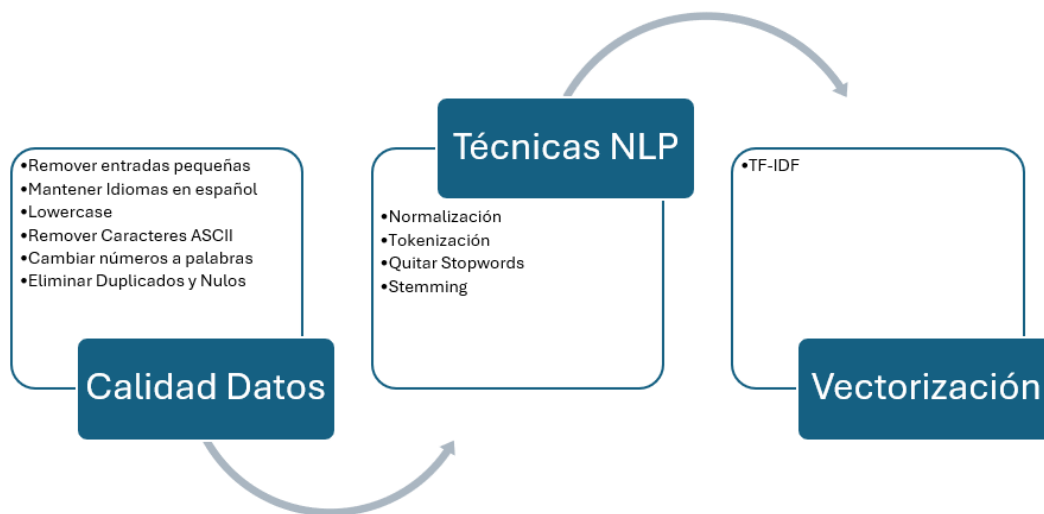 •Remover entradas pequeñas
•Mantener Idiomas en español
•Lowercase
•Remover Caracteres ASCII
•Cambiar números a palabras
•Eliminar Duplicados y Nulos
Calidad Datos
Técnicas NLP
•Normalización
•Tokenización
•Quitar Stopwords
•Stemming
•TF-IDF
Vectorización